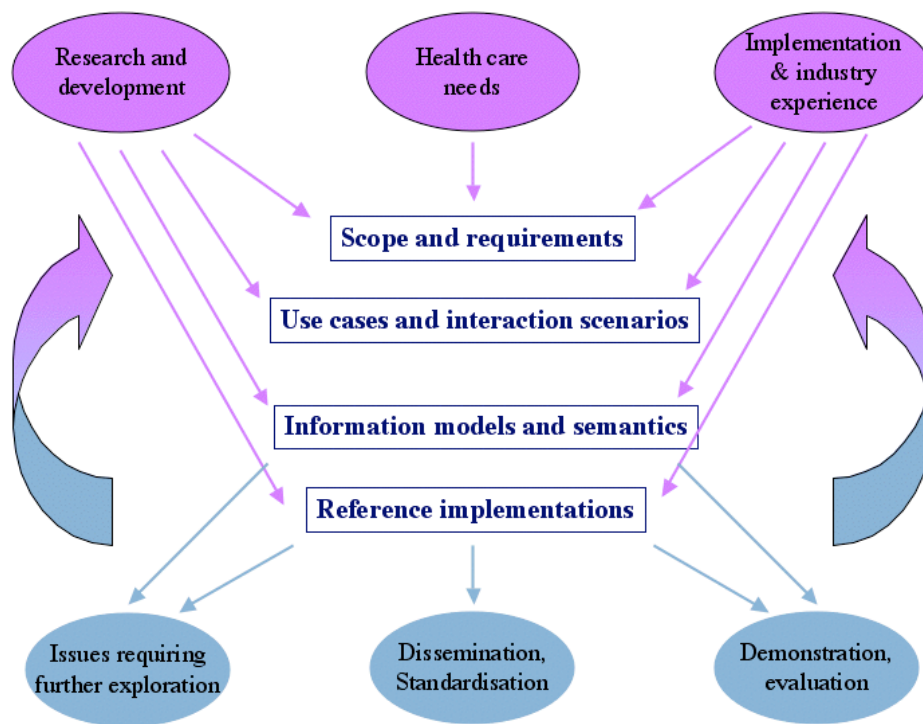 Research and
development
Health care
needs
Implementation
& industry
experience
Scope and requirements
Use cases and interaction scenarios
Information models and semantics
Reference implementations
Issues requiring
further exploration
Dissemination,
Standardisation
Demonstration,
evaluation